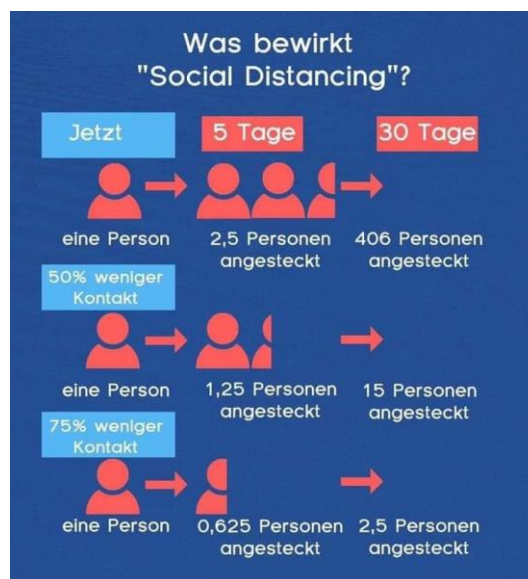 Was bewirkt
"Social Distancing"?
Jetzt
5 Tage
30 Tage
eine Person
2,5 Personen
angesteckt
406 Personen
angesteckt
50% weniger
Kontakt
eine Person
1,25 Personen
angesteckt
15 Personen
angesteckt
75% weniger
Kontakt
eine Person
0,625 Personen
angesteckt
2,5 Personen
angesteckt